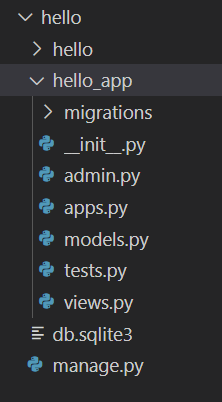 hello
hello
hello_app
migrations
__init__.py
admin.py
apps.py
models.py
tests.py
views.py
db.sqlite3
manage.py